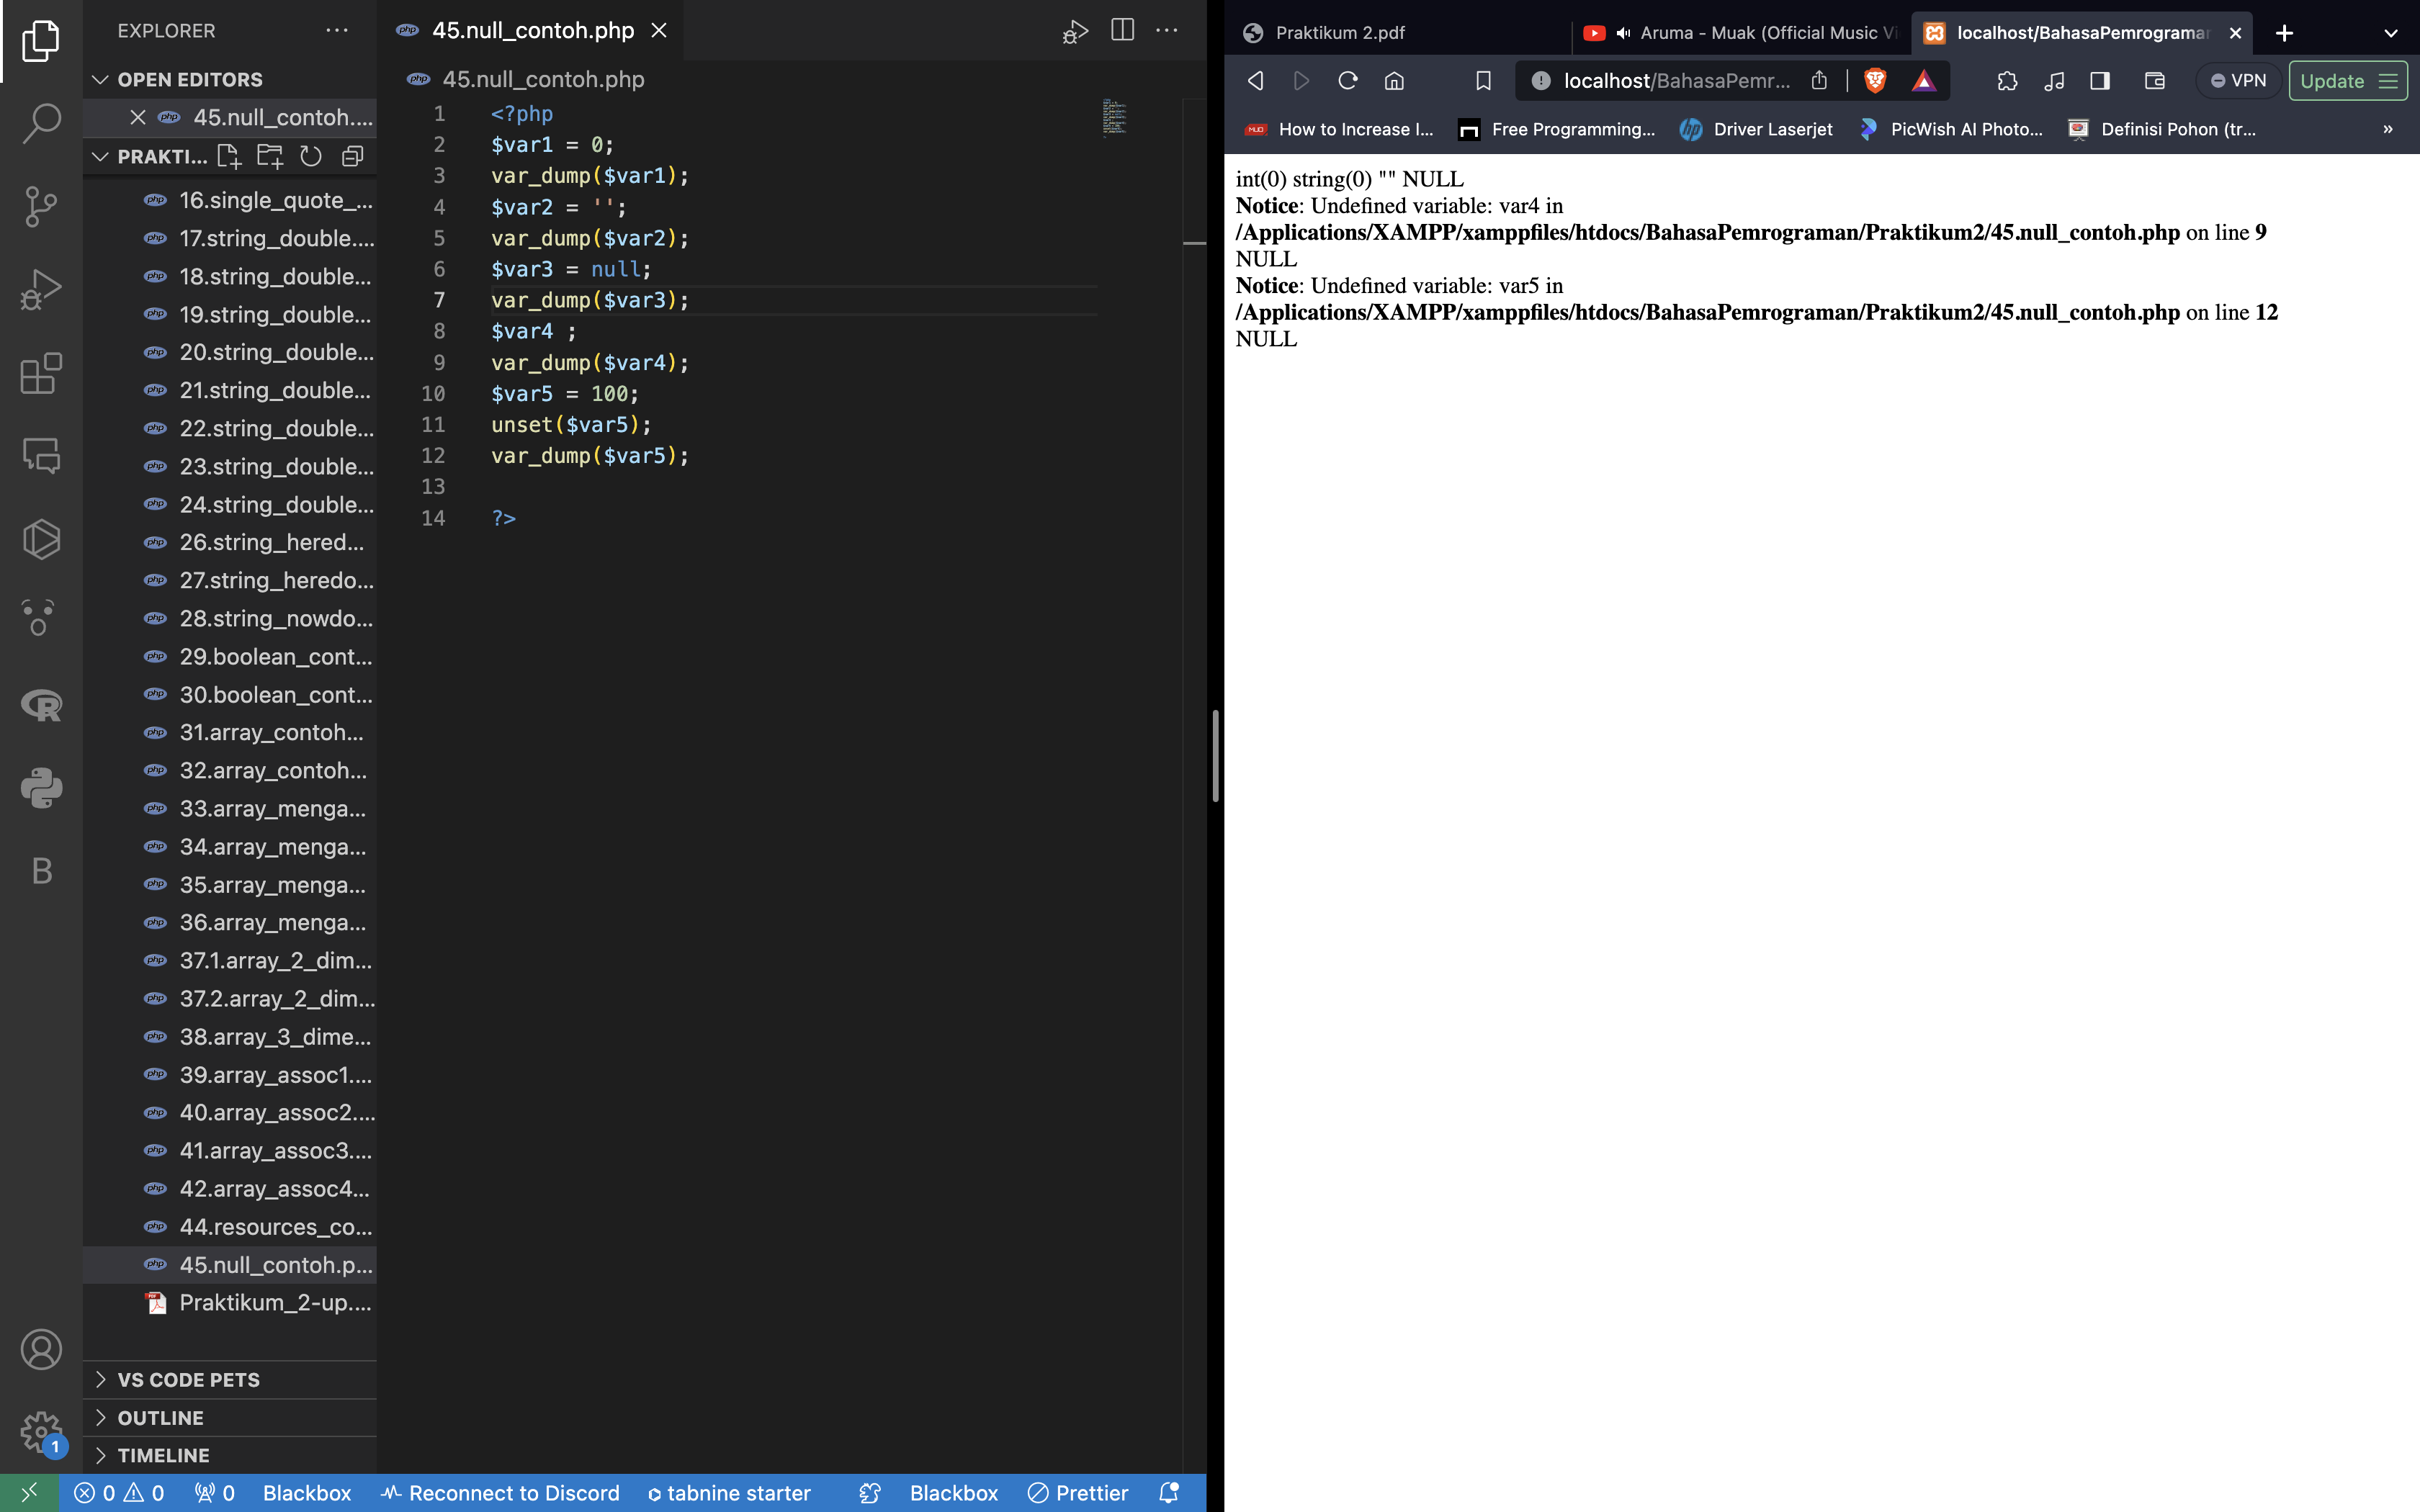 EXPLORER
OPEN EDITORS
45.null_contoh....
PRAKTI...
16.single_quote_...
17.string_double....
18.string_double...
19.string_double...
20.string_double...
21.string_double...
22.string_double...
23.string_double...
24.string_double...
26.string_hered...
27.string_heredo...
28.string_nowdo...
29.boolean_cont...
30.boolean_cont...
31.array_contoh...
32.array_contoh...
33.array_menga...
34.array_menga...
35.array_menga...
36.array_menga...
37.1.array_2_dim...
37.2.array_2_dim...
38.array_3_dime...
39.array_assoc1....
40.array_assoc2....
41.array_assoc3....
42.array_assoc4...
44.resources_co...
45.null_contoh.p...
Praktikum_2-up....
VS CODE PETS
OUTLINE
TIMELINE
B
1
45.null_contoh.php
45.null_contoh.php
1 <?php
2 $var1 = 0;
3 var_dump($var1);
4 $var2 = '';
5 var_dump($var2);
6 $var3 = null;
7 var_dump($var3);
8 $var4 ;
9 var_dump($var4);
10 $var5 = 100;
11 unset($var5);
12 var_dump($var5);
13
14 ?>
0 0 0 Blackbox Reconnect to Discord tabnine starter Blackbox Prettier
Praktikum 2.pdf Aruma - Muak (Official Music Vi localhost/BahasaPemrograman
localhost/BahasaPemr... VPN Update
How to Increase I... Free Programming... Driver Laserjet PicWish AI Photo... Definisi Pohon (tr... »
int(0) string(0) "" NULL
Notice: Undefined variable: var4 in
/Applications/XAMPP/xamppfiles/htdocs/BahasaPemrograman/Praktikum2/45.null_contoh.php on line 9
NULL
Notice: Undefined variable: var5 in
/Applications/XAMPP/xamppfiles/htdocs/BahasaPemrograman/Praktikum2/45.null_contoh.php on line 12
NULL